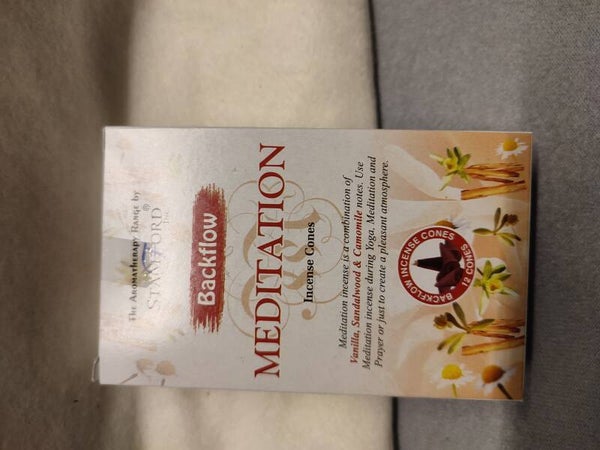 The Aromatherapy Range by
STAMFORD®
Backflow
MEDITATION
Incense Cones
Meditation incense is a combination of
Vanilla, Sandalwood & Camomile notes. Use
Meditation incense during Yoga, Meditation and
Prayer or just to create a pleasant atmosphere.
BACKFLOW INCENSE CONES
12 CONES